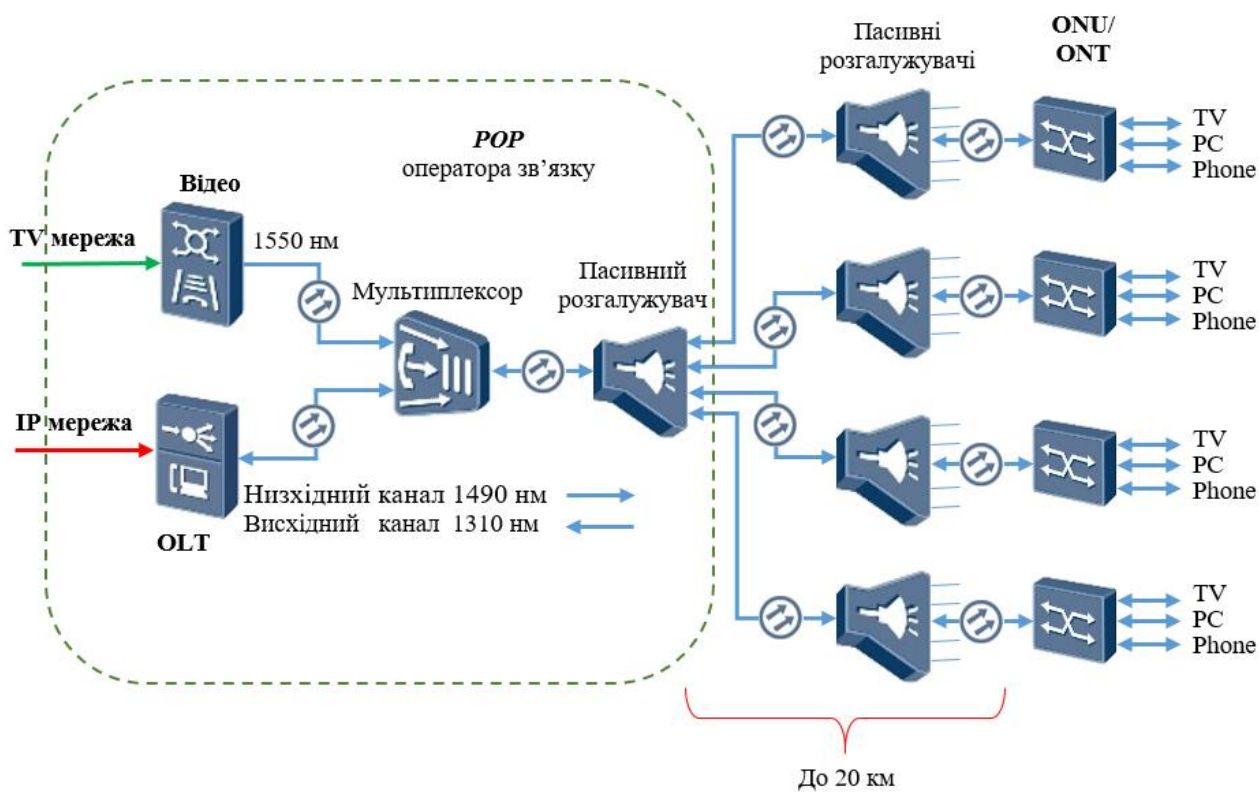 Пасивні
розгалужувачі
ONU/
ONT
POP
оператора зв’язку
Відео
TV мережа
1550 нм
Мультиплексор
Пасивний
розгалужувач
IP мережа
OLT
Низхідний канал 1490 нм
Висхідний канал 1310 нм
TV
PC
Phone
TV
PC
Phone
TV
PC
Phone
TV
PC
Phone
До 20 км